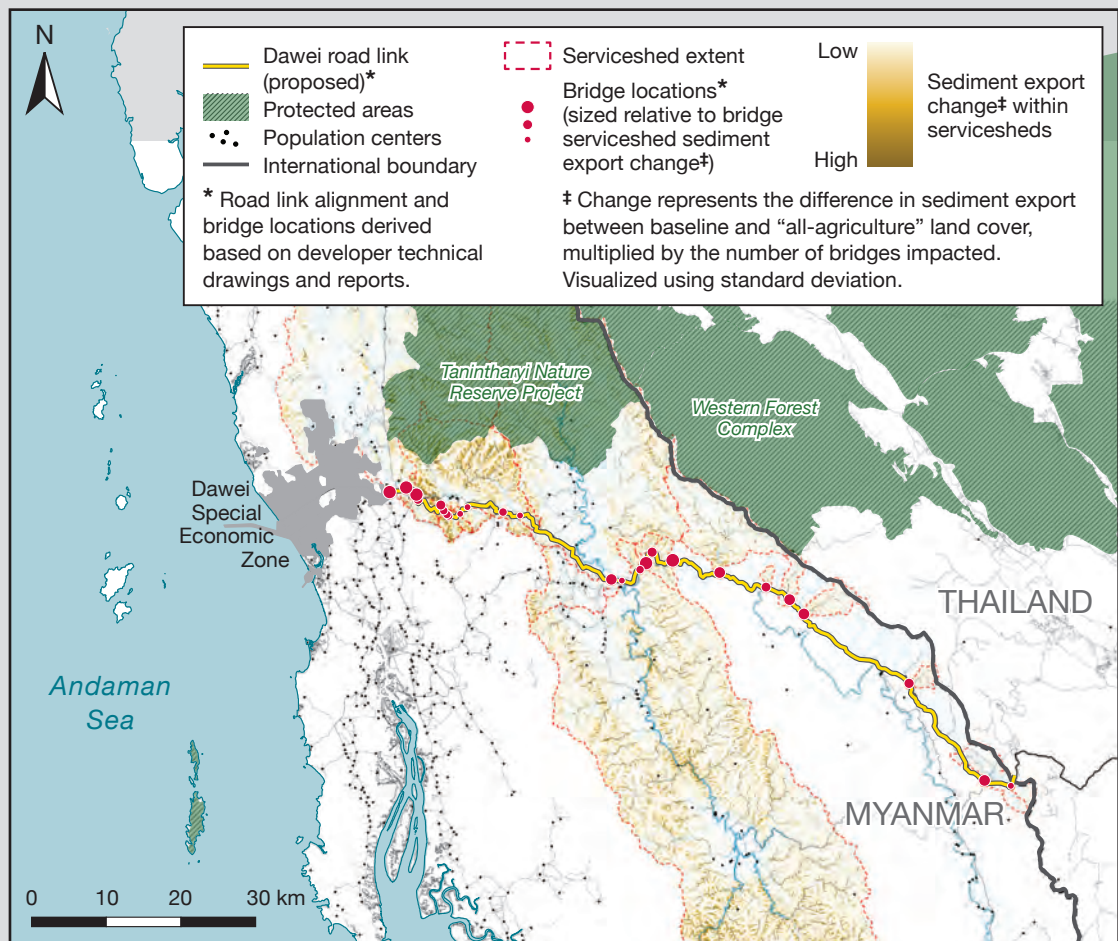 N
Dawei road link
(proposed)*
Protected areas
Population centers
International boundary
* Road link alignment and
bridge locations derived
based on developer technical
drawings and reports.
Serviceshed extent
Bridge locations*
(sized relative to bridge
serviceshed sediment
export change‡)
Low
High
Sediment export
change‡ within
servicesheds
‡ Change represents the difference in sediment export
between baseline and “all-agriculture” land cover,
multiplied by the number of bridges impacted.
Visualized using standard deviation.
Tanintharyi Nature
Reserve Project
Western Forest
Complex
Dawei
Special
Economic
Zone
THAILAND
Andaman
Sea
MYANMAR
0 10 20 30 km